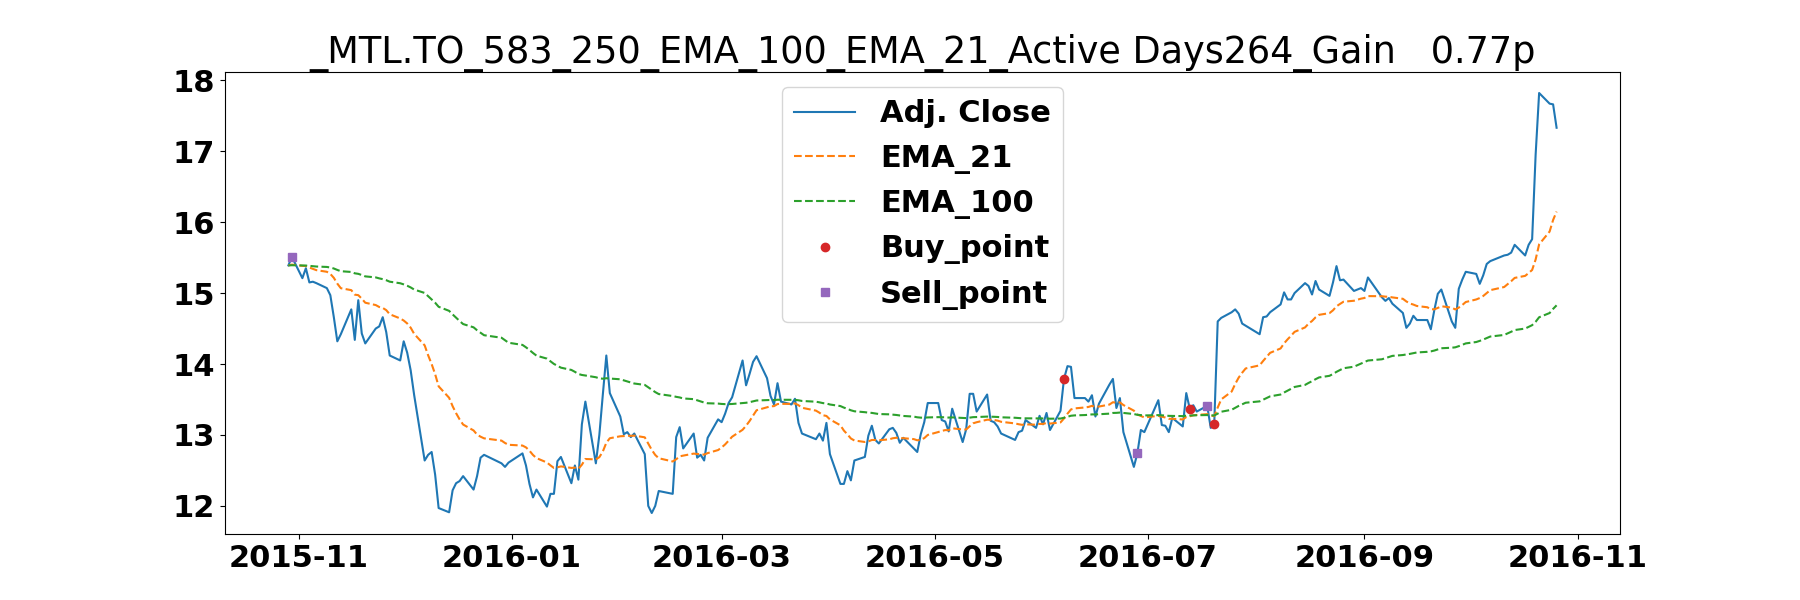 _MTL.TO_583_250_EMA_100_EMA_21_Active Days264_Gain   0.77p
18
17
16
15
14
13
12
Adj. Close
EMA_21
EMA_100
Buy_point
Sell_point
2015-11 2016-01 2016-03 2016-05 2016-07 2016-09 2016-11